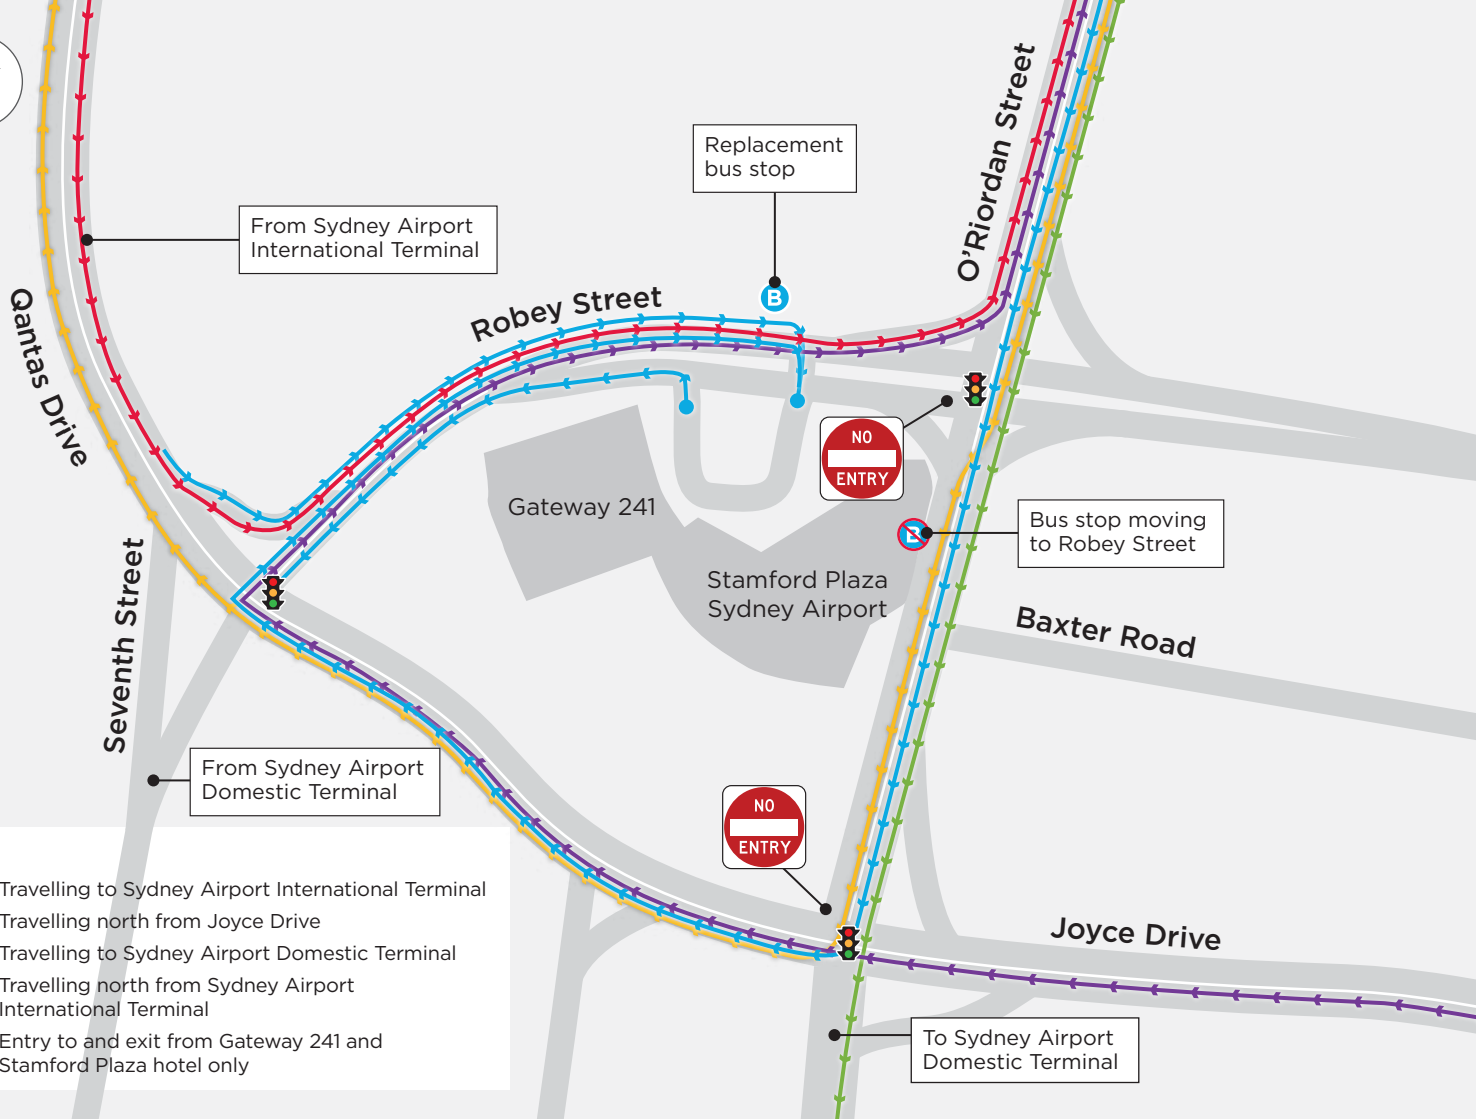 O'Riordan Street
Replacement
bus stop
From Sydney Airport
International Terminal
B
Robey Street
Qantas Drive
NO
ENTRY
Gateway 241
B
Bus stop moving
to Robey Street
Stamford Plaza
Sydney Airport
Seventh Street
Baxter Road
From Sydney Airport
Domestic Terminal
NO
ENTRY
Travelling to Sydney Airport International Terminal
Travelling north from Joyce Drive
Travelling to Sydney Airport Domestic Terminal
Travelling north from Sydney Airport
International Terminal
Entry to and exit from Gateway 241 and
Stamford Plaza hotel only
Joyce Drive
To Sydney Airport
Domestic Terminal